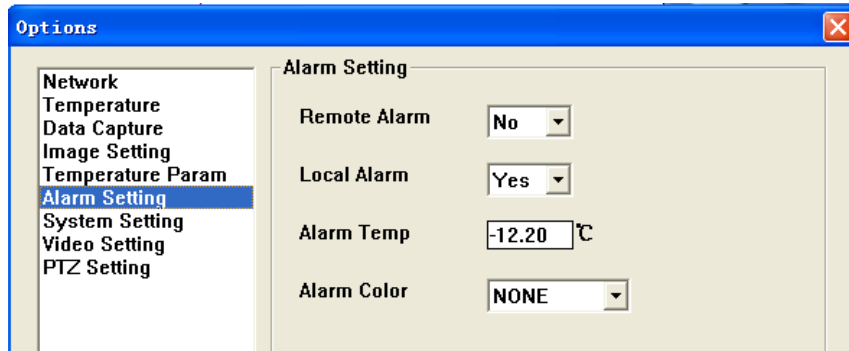 Options
Network
Temperature
Data Capture
Image Setting
Temperature Param
Alarm Setting
System Setting
Video Setting
PTZ Setting
Alarm Setting
Remote Alarm No
Local Alarm Yes
Alarm Temp -12.20 ℃
Alarm Color NONE